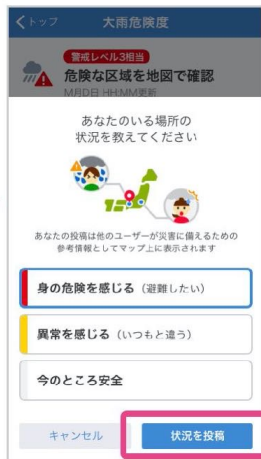 トップ
大雨危険度
警戒レベル3相当
危険な区域を地図で確認
M月D日 HH:MM更新
あなたのいる場所の
状況を教えてください
あなたの投稿は他のユーザーが災害に備えるための
参考情報としてマップ上に表示されます
身の危険を感じる（避難したい）
異常を感じる（いつもと違う）
今のところ安全
キャンセル
状況を投稿